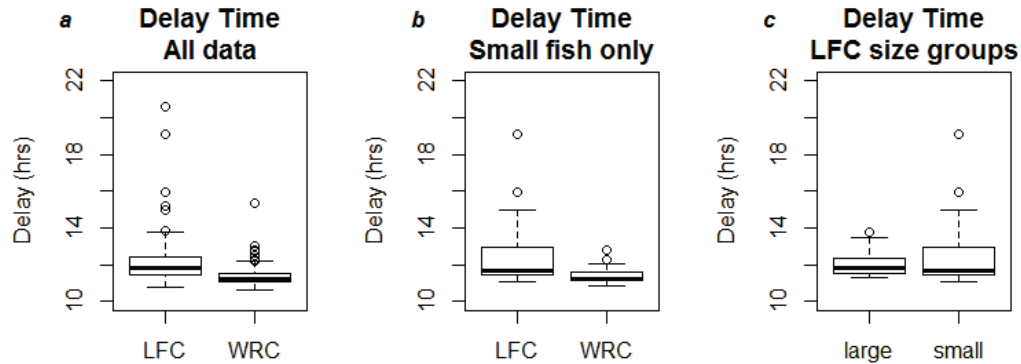 a
Delay Time
All data
Delay (hrs)
22
18
14
10
LFC WRC
b
Delay Time
Small fish only
Delay (hrs)
22
18
14
10
LFC WRC
c
Delay Time
LFC size groups
Delay (hrs)
22
18
14
10
large small